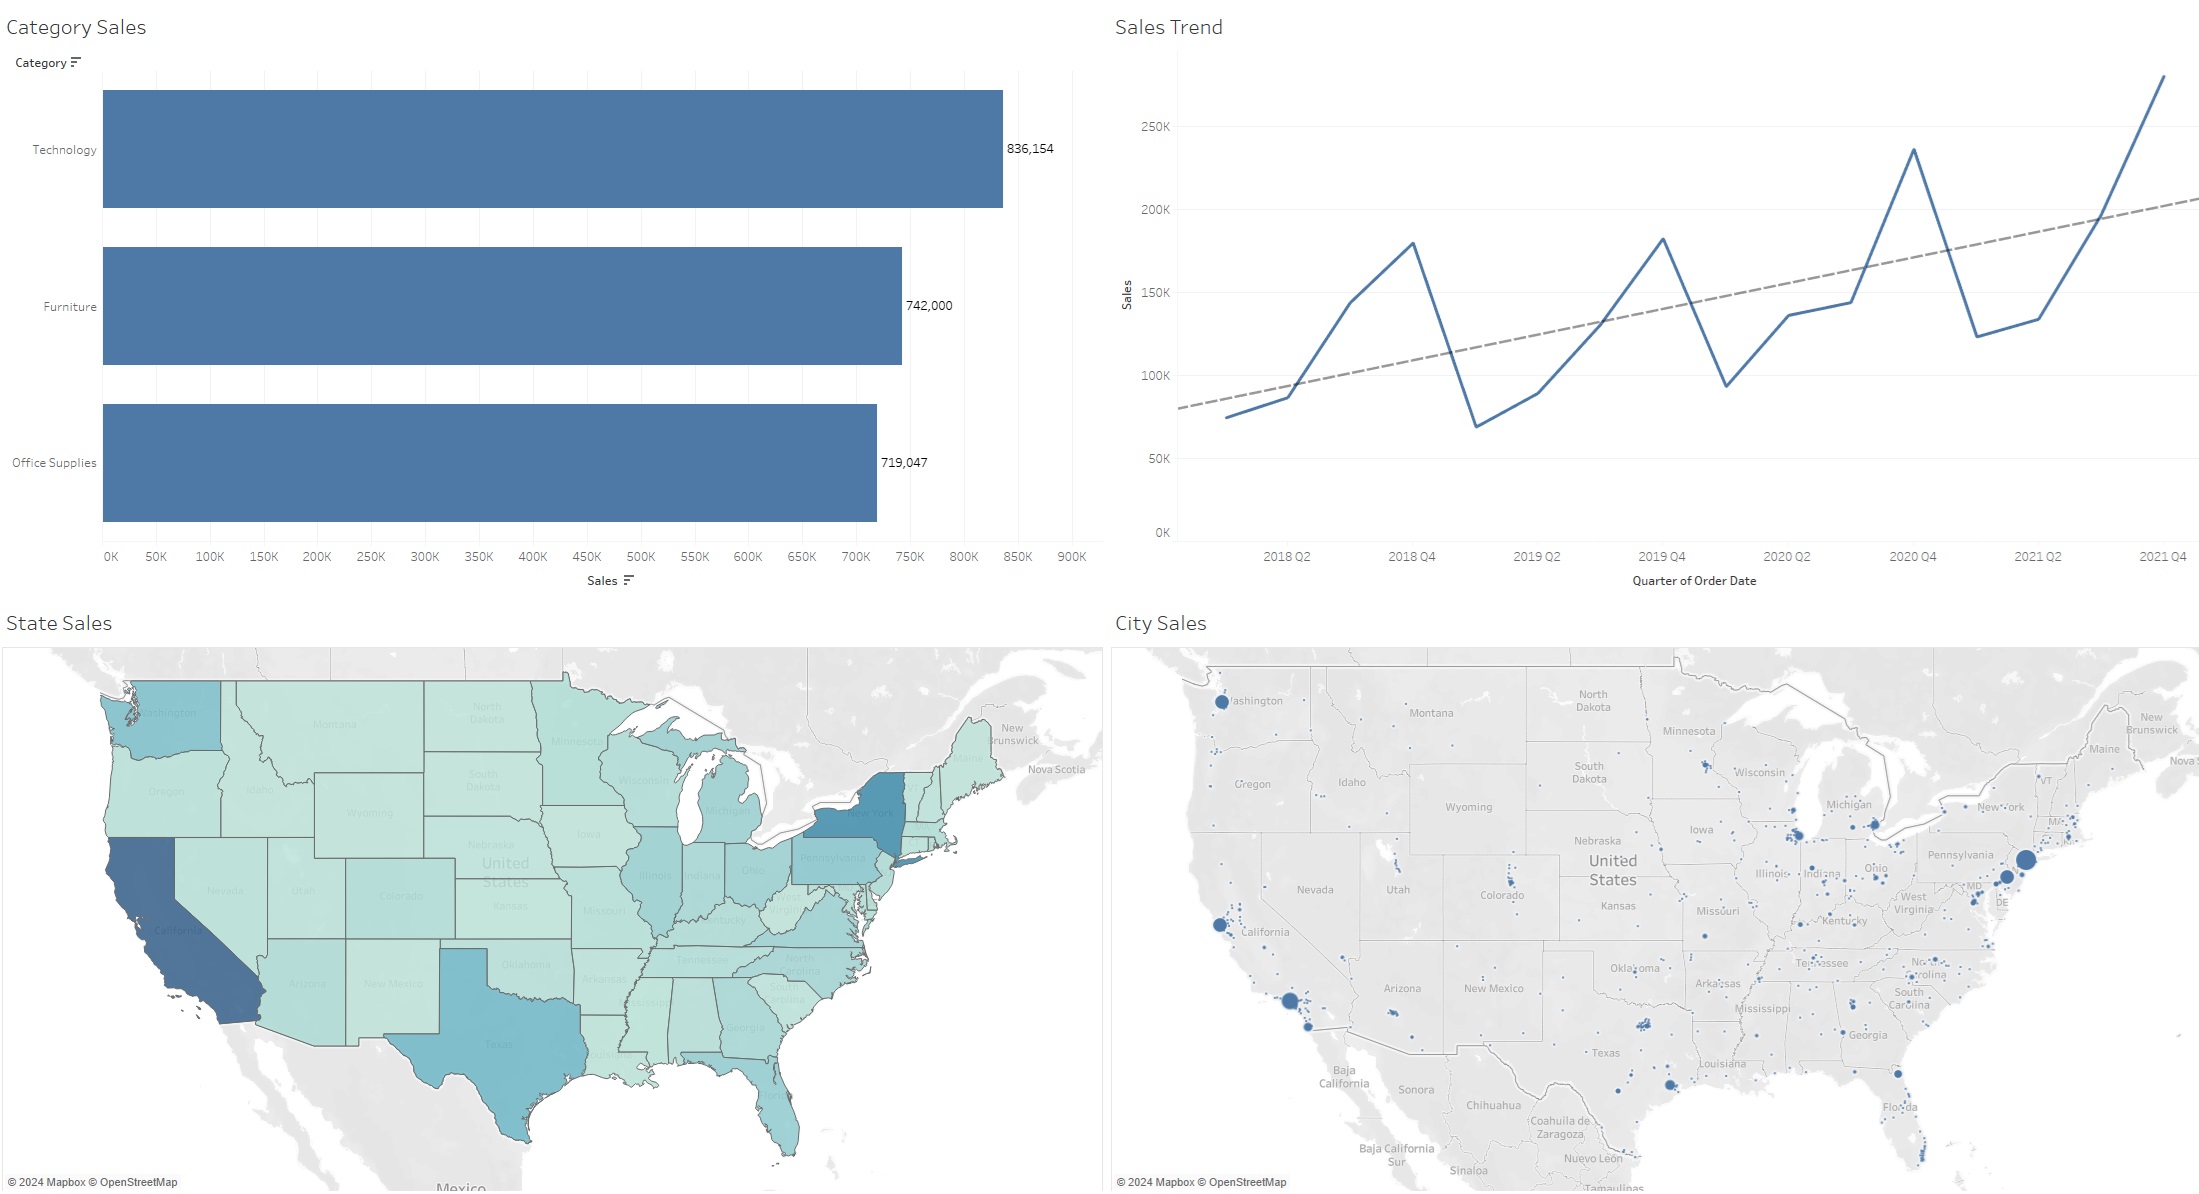 Category Sales
Category
Technology
836,154
Furniture
742,000
Office Supplies
719,047
0K 50K 100K 150K 200K 250K 300K 350K 400K 450K 500K 550K 600K 650K 700K 750K 800K 850K 900K
Sales
Sales Trend
250K
200K
150K
100K
50K
0K
Sales
2018 Q2 2018 Q4 2019 Q2 2019 Q4 2020 Q2 2020 Q4 2021 Q2 2021 Q4
Quarter of Order Date
State Sales
Washington
Montana
North
Dakota
Minnesota
New
Brunswick
Maine
Nova Scotia
Oregon
Idaho
South
Dakota
Wisconsin
Wyoming
Michigan
New York
Iowa
Nebraska
United
States
Pennsylvania
Nevada
Utah
Colorado
Kansas
Illinois
Indiana
Ohio
Missouri
West
Virginia
Kentucky
California
Arizona
New Mexico
Oklahoma
Arkansas
Tennessee
North
Carolina
South
Carolina
Mississippi
Georgia
Texas
Louisiana
Florida
CT
Mexico
© 2024 Mapbox © OpenStreetMap
City Sales
Washington
Montana
North
Dakota
Minnesota
New
Brunswick
Maine
Nova S
Oregon
Idaho
South
Dakota
Wisconsin
VT
Wyoming
Michigan
New York
MA
RI
Iowa
Nebraska
United
States
Pennsylvania
Nevada
Utah
Colorado
Kansas
Illinois
Indiana
Ohio
MD
DE
Missouri
West
Virginia
Kentucky
California
Arizona
New Mexico
Oklahoma
Arkansas
Tennessee
North
Carolina
South
Carolina
Mississippi
Georgia
Texas
Louisiana
Florida
Baja
California
Sonora
Chihuahua
Coahuila de
Zaragoza
Baja California
Sur
Nuevo León
Sinaloa
Tamaulipas
© 2024 Mapbox © OpenStreetMap